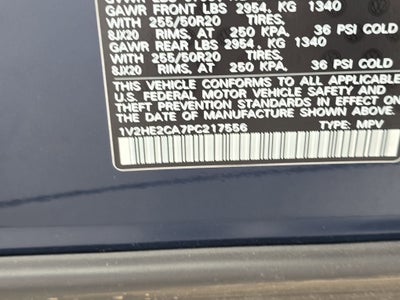 GAWR FRONT LBS 2954, KG 1340
WITH 255/50R20 TIRES,
8JX20 RIMS, AT 250 KPA, 36 PSI COLD
GAWR REAR LBS 2954, KG 1340
WITH 255/50R20 TIRES,
8JX20 RIMS, AT 250 KPA, 36 PSI COLD
THIS VEHICLE CONFORMS TO ALL APPLICABLE
U.S. FEDERAL MOTOR VEHICLE SAFETY AND
THEFT PREVENTION STANDARDS IN EFFECT ON THE
DATE OF MANUFACTURE SHOWN ABOVE.
1V2HE2CA7PC217556 TYPE: MPV